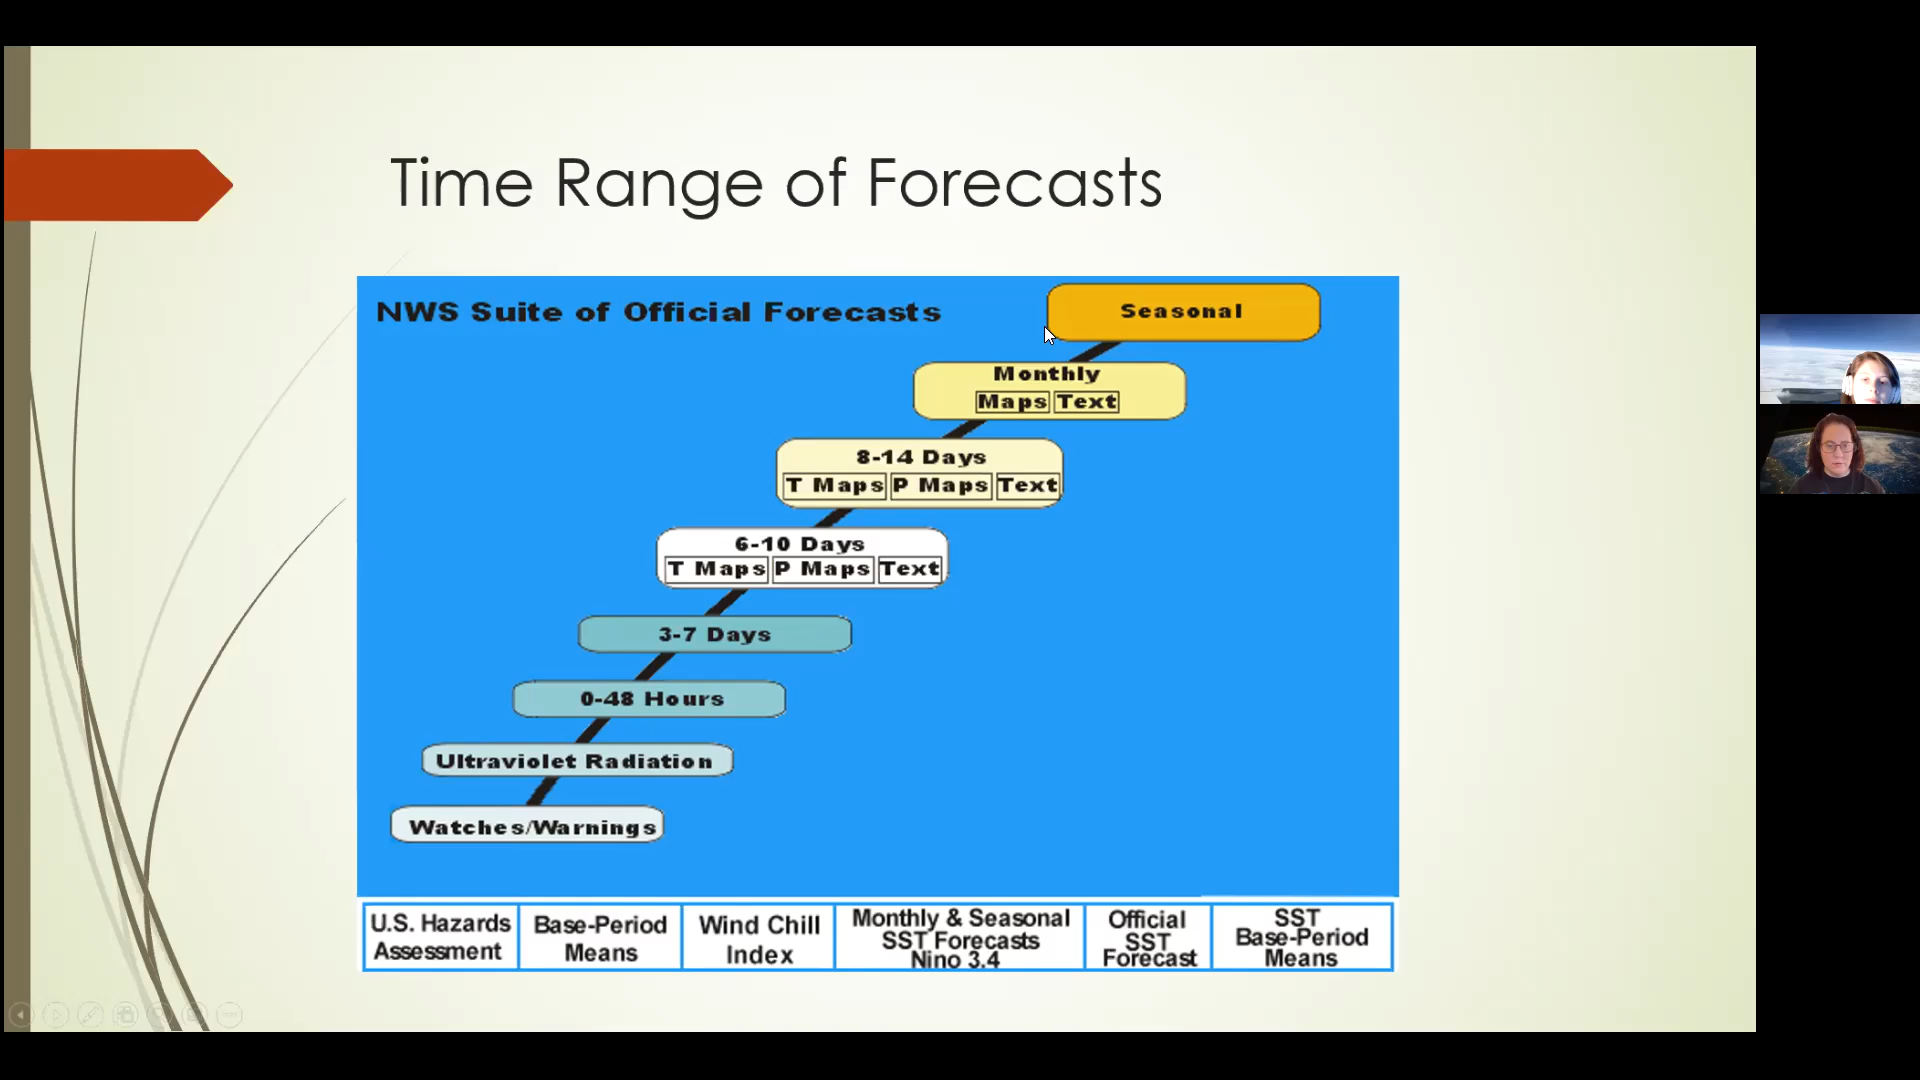 Time Range of Forecasts
NWS Suite of Official Forecasts
Seasonal
Monthly
Maps Text
8-14 Days
T Maps P Maps Text
6-10 Days
T Maps P Maps Text
3-7 Days
0-48 Hours
Ultraviolet Radiation
Watches/Warnings
U.S. Hazards
Assessment
Base-Period
Means
Wind Chill
Index
Monthly & Seasonal
SST Forecasts
Nino 3.4
Official
SST
Forecast
SST
Base-Period
Means